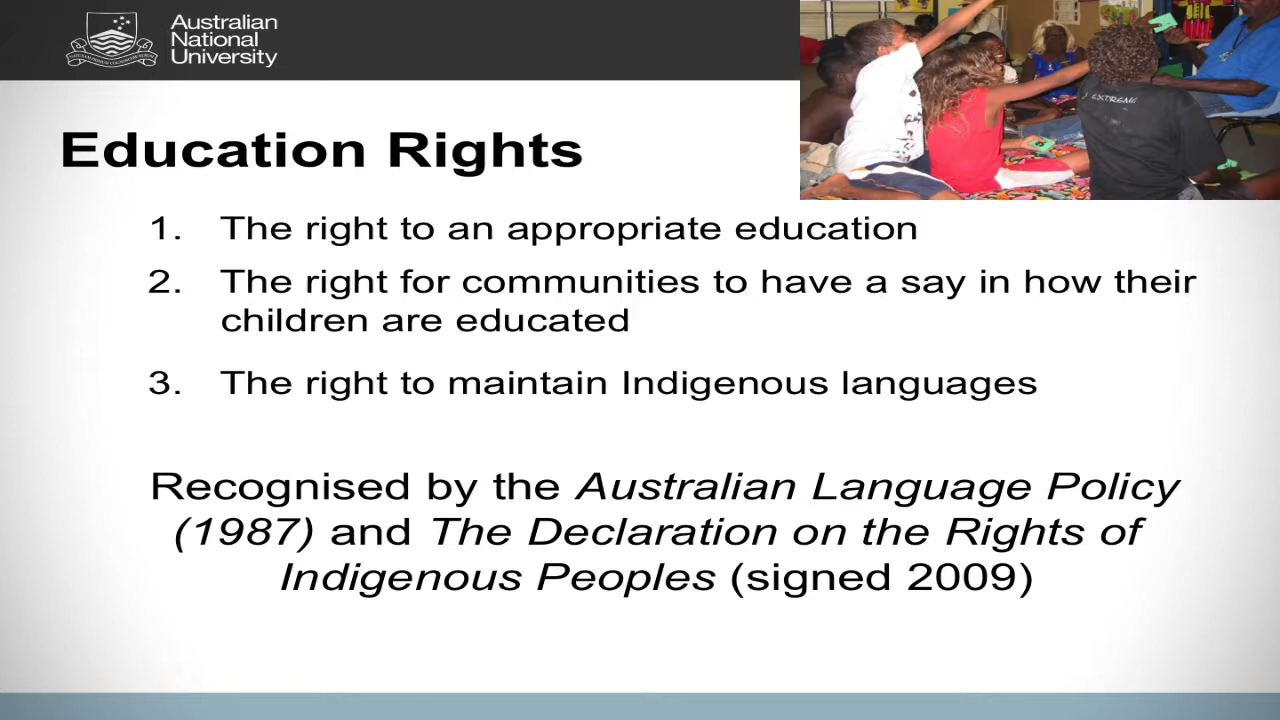 Australian
National
University
EXTREME
Education Rights
1. The right to an appropriate education
2. The right for communities to have a say in how their
children are educated
3. The right to maintain Indigenous languages
Recognised by the Australian Language Policy
(1987) and The Declaration on the Rights of
Indigenous Peoples (signed 2009)